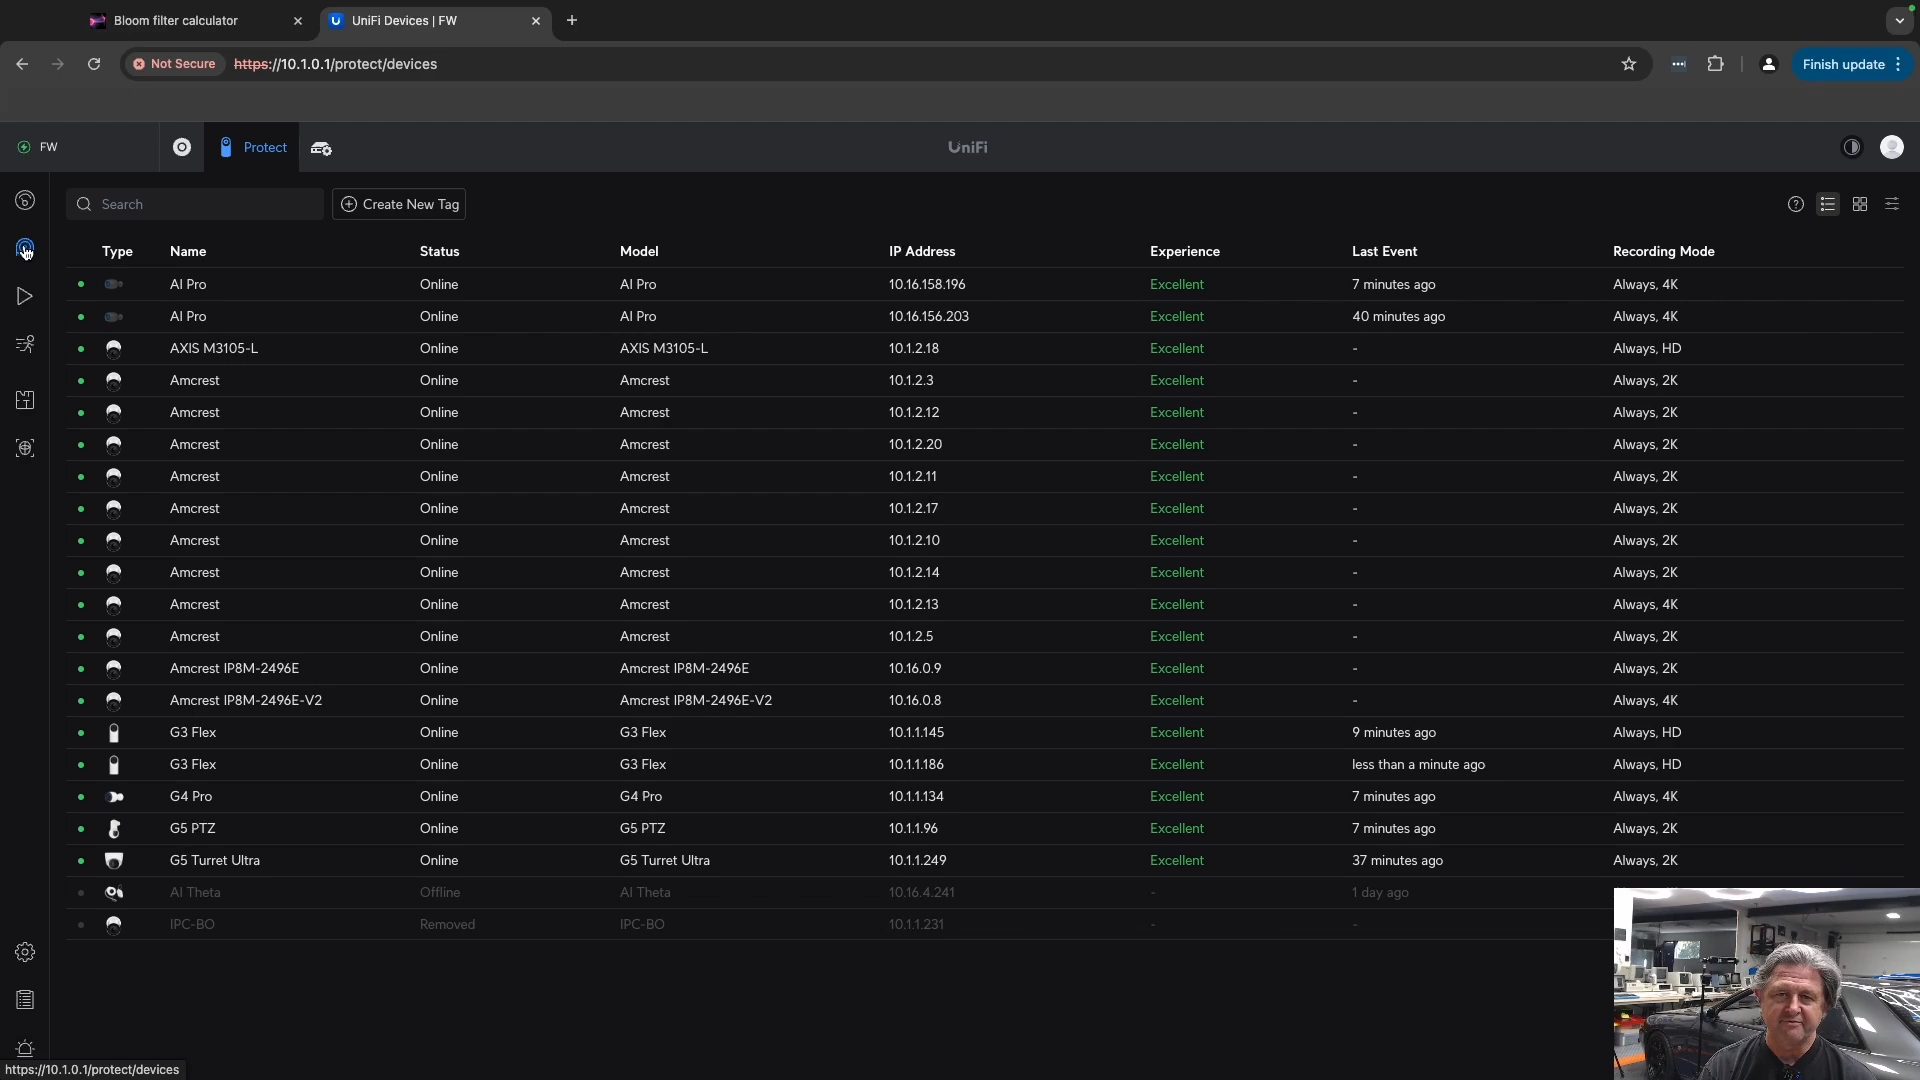 Bloom filter calculator
UniFi Devices | FW
Not Secure
https://10.1.0.1/protect/devices
Finish update
FW
Protect
UniFi
Search
Create New Tag
Type Name Status Model IP Address Experience Last Event Recording Mode
AI Pro Online AI Pro 10.16.158.196 Excellent 7 minutes ago Always, 4K
AI Pro Online AI Pro 10.16.156.203 Excellent 40 minutes ago Always, 4K
AXIS M3105-L Online AXIS M3105-L 10.1.2.18 Excellent - Always, HD
Amcrest Online Amcrest 10.1.2.3 Excellent - Always, 2K
Amcrest Online Amcrest 10.1.2.12 Excellent - Always, 2K
Amcrest Online Amcrest 10.1.2.20 Excellent - Always, 2K
Amcrest Online Amcrest 10.1.2.11 Excellent - Always, 2K
Amcrest Online Amcrest 10.1.2.17 Excellent - Always, 2K
Amcrest Online Amcrest 10.1.2.10 Excellent - Always, 2K
Amcrest Online Amcrest 10.1.2.14 Excellent - Always, 2K
Amcrest Online Amcrest 10.1.2.13 Excellent - Always, 4K
Amcrest Online Amcrest 10.1.2.5 Excellent - Always, 2K
Amcrest IP8M-2496E Online Amcrest IP8M-2496E 10.16.0.9 Excellent - Always, 2K
Amcrest IP8M-2496E-V2 Online Amcrest IP8M-2496E-V2 10.16.0.8 Excellent - Always, 4K
G3 Flex Online G3 Flex 10.1.1.145 Excellent 9 minutes ago Always, HD
G3 Flex Online G3 Flex 10.1.1.186 Excellent less than a minute ago Always, HD
G4 Pro Online G4 Pro 10.1.1.134 Excellent 7 minutes ago Always, 4K
G5 PTZ Online G5 PTZ 10.1.1.96 Excellent 7 minutes ago Always, 2K
G5 Turret Ultra Online G5 Turret Ultra 10.1.1.249 Excellent 37 minutes ago Always, 2K
AI Theta Offline AI Theta 10.16.4.241 - 1 day ago
IPC-BO Removed IPC-BO 10.1.1.231 - -
https://10.1.0.1/protect/devices